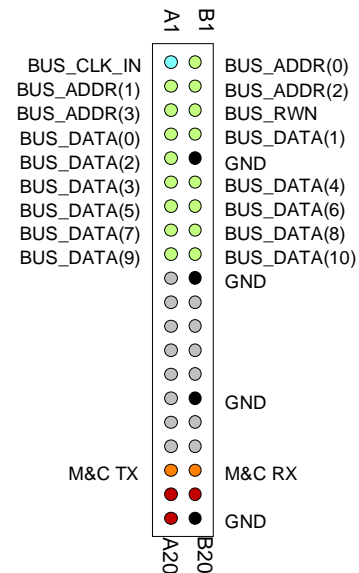 A1 B1
BUS_CLK_IN BUS_ADDR(0)
BUS_ADDR(1) BUS_ADDR(2)
BUS_ADDR(3) BUS_RWN
BUS_DATA(0) BUS_DATA(1)
BUS_DATA(2) GND
BUS_DATA(3) BUS_DATA(4)
BUS_DATA(5) BUS_DATA(6)
BUS_DATA(7) BUS_DATA(8)
BUS_DATA(9) BUS_DATA(10)
GND
GND
M&C TX M&C RX
GND
A20 B20